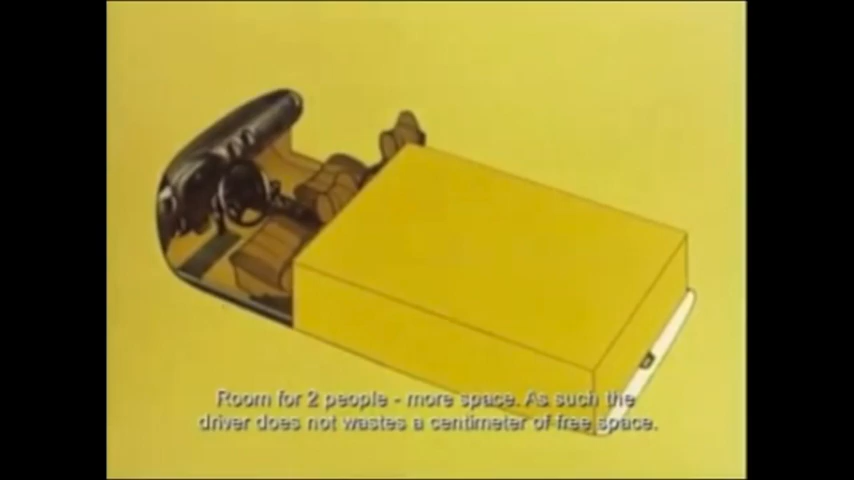 Room for 2 people - more space. As such the
driver does not wastes a centimeter of free space.